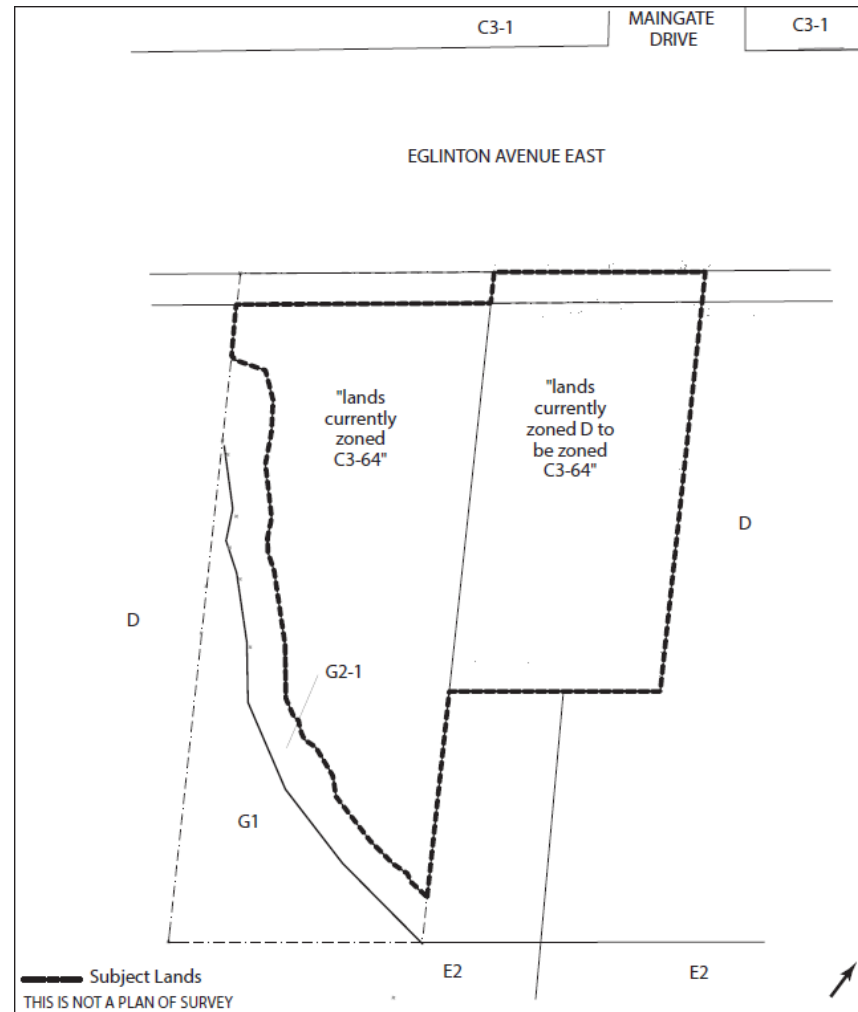 C3-1
MAINGATE
DRIVE
C3-1
EGLINTON AVENUE EAST
"lands
currently
zoned
C3-64"
"lands
currently
zoned D to
be zoned
C3-64"
D
D
G2-1
G1
E2
E2
Subject Lands
THIS IS NOT A PLAN OF SURVEY